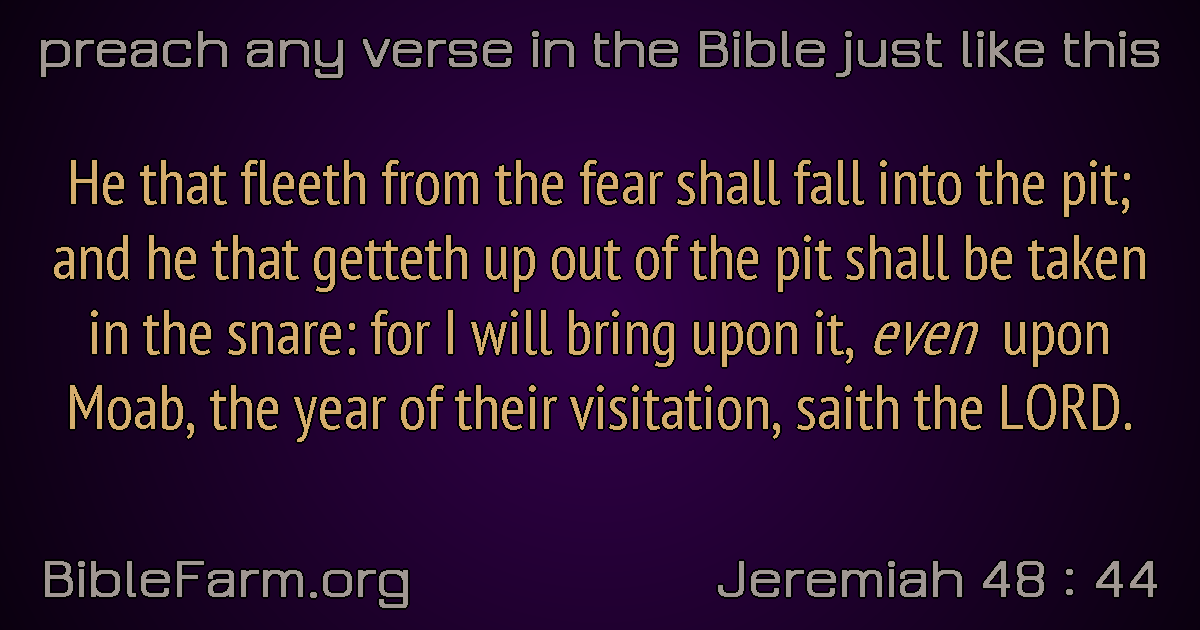 preach any verse in the Bible just like this
He that fleeth from the fear shall fall into the pit;
and he that getteth up out of the pit shall be taken
in the snare: for I will bring upon it, even upon
Moab, the year of their visitation, saith the LORD.
BibleFarm.org
Jeremiah 48 : 44